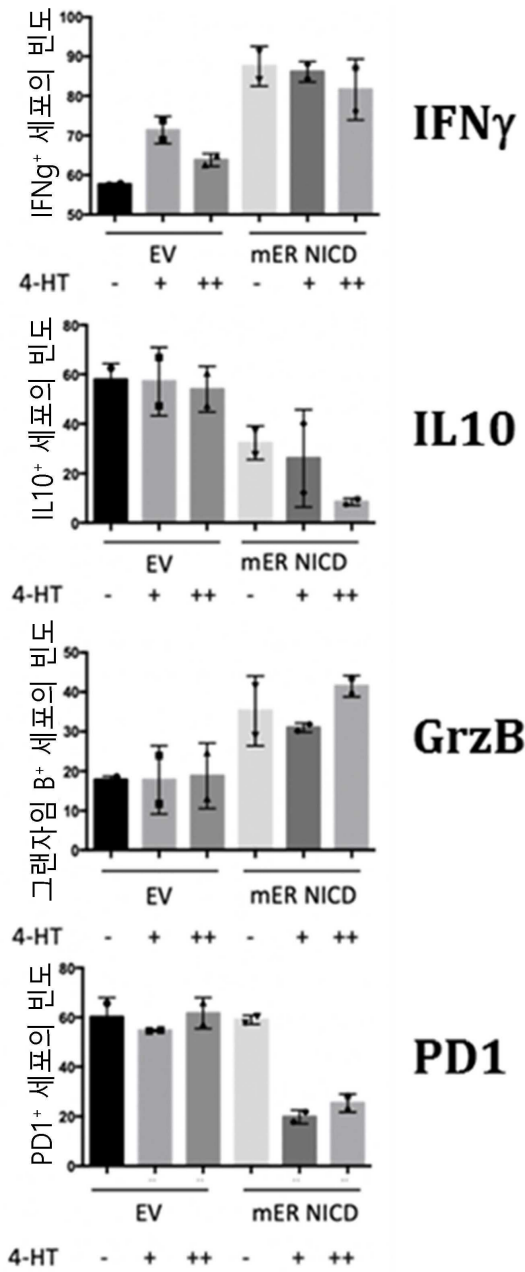 IFNg⁺ 세포의 빈도
100
90
80
70
60
50
IFNγ
EV mER NICD
4-HT - + ++ - + ++
IL10⁺ 세포의 빈도
80
60
40
20
0
IL10
EV mER NICD
4-HT - + ++ - + ++
그랜자임 B⁺ 세포의 빈도
50
40
30
20
10
0
GrzB
EV mER NICD
4-HT - + ++ - + ++
PD1⁺ 세포의 빈도
80
60
40
20
0
PD1
EV mER NICD
4-HT - + ++ - + ++